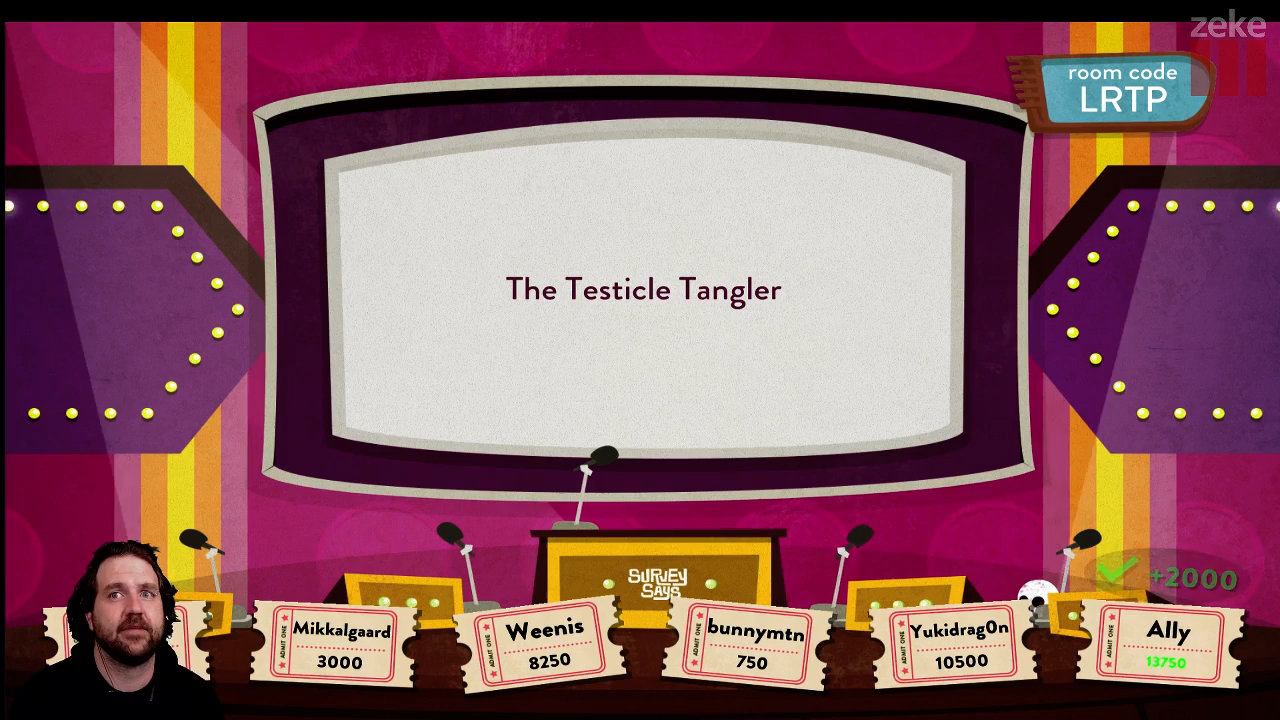 zeke
room code
LRTP
The Testicle Tangler
+2000
SURVEY
SAYS
ADMIT ONE
Mikkalgaard
3000
ADMIT ONE
Weenis
8250
ADMIT ONE
bunnymtn
750
ADMIT ONE
Yukidrag0n
10500
ADMIT ONE
Ally
13750